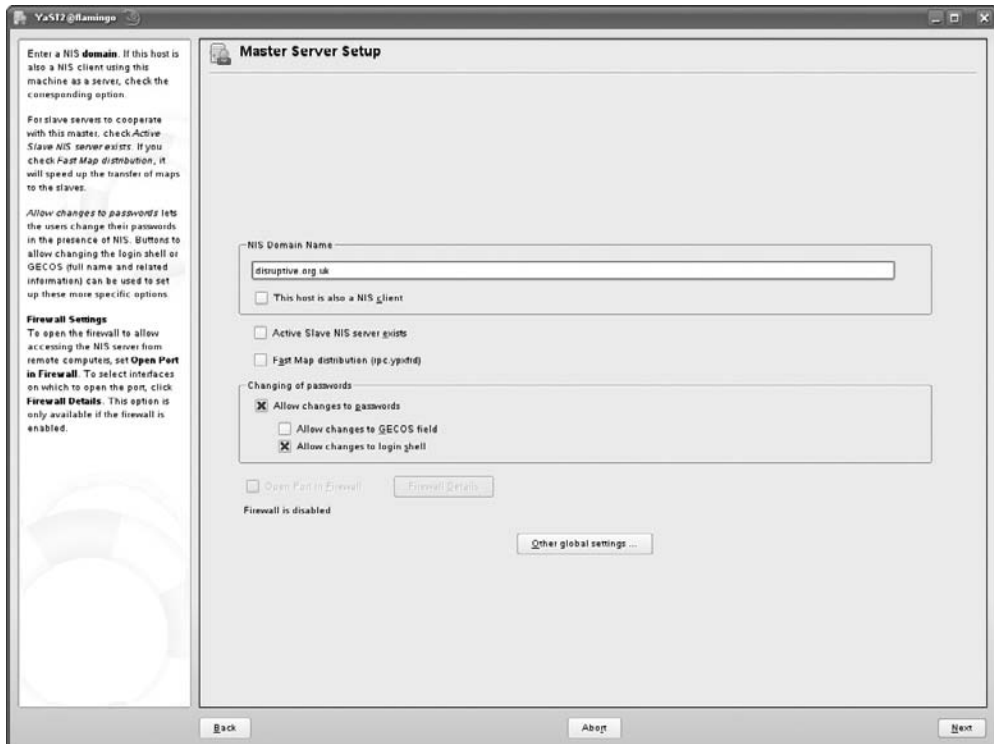 YaST2@flamingo
Enter a NIS domain. If this host is
also a NIS client using this
machine as a server, check the
corresponding option.
For slave servers to cooperate
with this master, check Active
Slave NIS server exists. If you
check Fast Map distribution, it
will speed up the transfer of maps
to the slaves.
Allow changes to passwords lets
the users change their passwords
in the presence of NIS. Buttons to
allow changing the login shell or
GECOS (full name and related
information) can be used to set
up these more specific options.
Firewall Settings
To open the firewall to allow
accessing the NIS server from
remote computers, set Open Port
in Firewall. To select interfaces
on which to open the port, click
Firewall Details. This option is
only available if the firewall is
enabled.
Master Server Setup
NIS Domain Name
disruptive.org.uk
This host is also a NIS client
Active Slave NIS server exists
Fast Map distribution (rpc.ypxfrd)
Changing of passwords
Allow changes to passwords
Allow changes to GECOS field
Allow changes to login shell
Open Port in Firewall
Firewall Details
Firewall is disabled
Other global settings ...
Back
Abort
Next